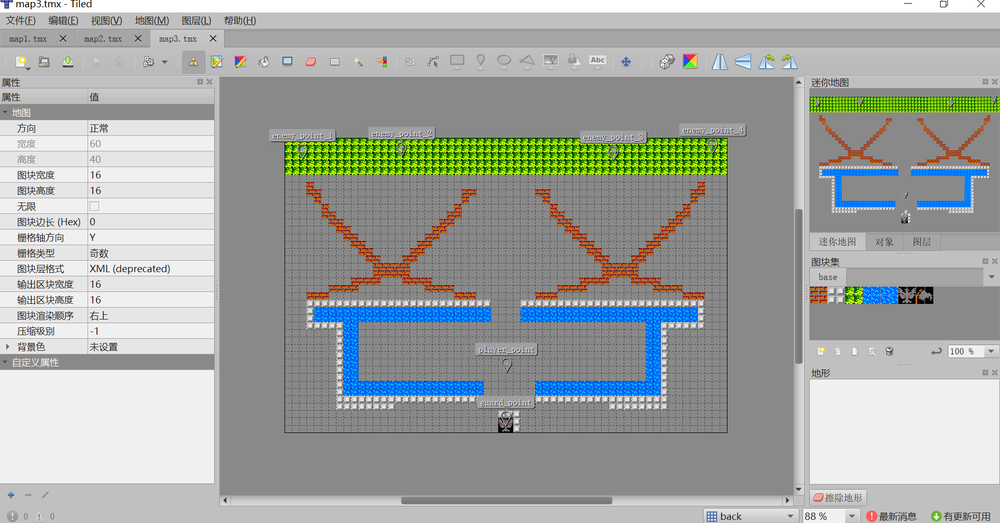 map3.tmx - Tiled
文件(F) 编辑(E) 视图(V) 地图(M) 图层(L) 帮助(H)
map1.tmx map2.tmx map3.tmx
Abc
属性
属性 值
地图
方向 正常
宽度 60
高度 40
图块宽度 16
图块高度 16
无限
图块边长 (Hex) 0
栅格轴方向 Y
栅格类型 奇数
图块层格式 XML (deprecated)
输出区块宽度 16
输出区块高度 16
图块渲染顺序 右上
压缩级别 -1
背景色 未设置
自定义属性
enemy_point_1
enemy_point_2
enemy_point_3
enemy_point_4
player_point
guard_point
迷你地图
迷你地图 对象 图层
图块集
base
100 %
地形
擦除地形
0 0
back 88 % 最新消息 有更新可用